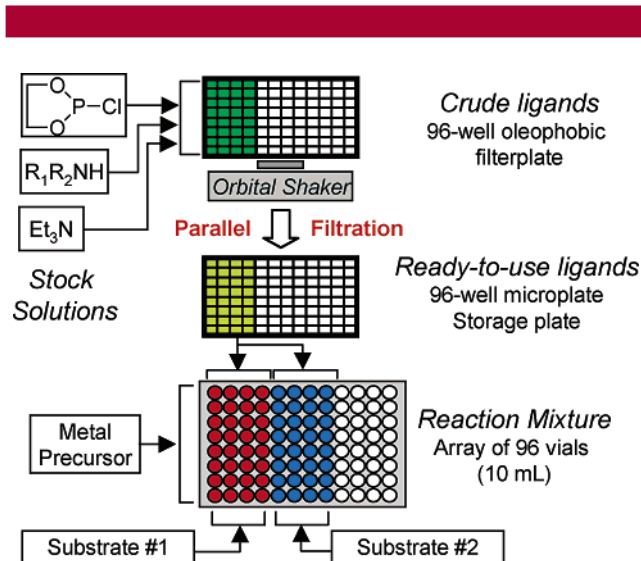 O
O
P
Cl
R₁R₂NH
Et₃N
Stock
Solutions
Orbital Shaker
Parallel Filtration
Crude ligands
96-well oleophobic
filterplate
Ready-to-use ligands
96-well microplate
Storage plate
Metal
Precursor
Reaction Mixture
Array of 96 vials
(10 mL)
Substrate #1
Substrate #2